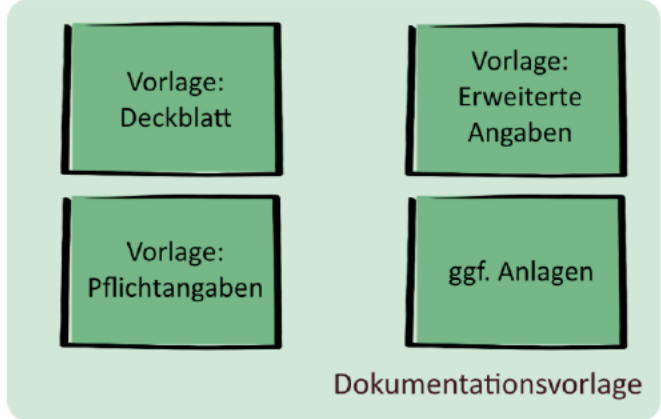 Vorlage:
Deckblatt
Vorlage:
Erweiterte
Angaben
Vorlage:
Pflichtangaben
ggf. Anlagen
Dokumentationsvorlage